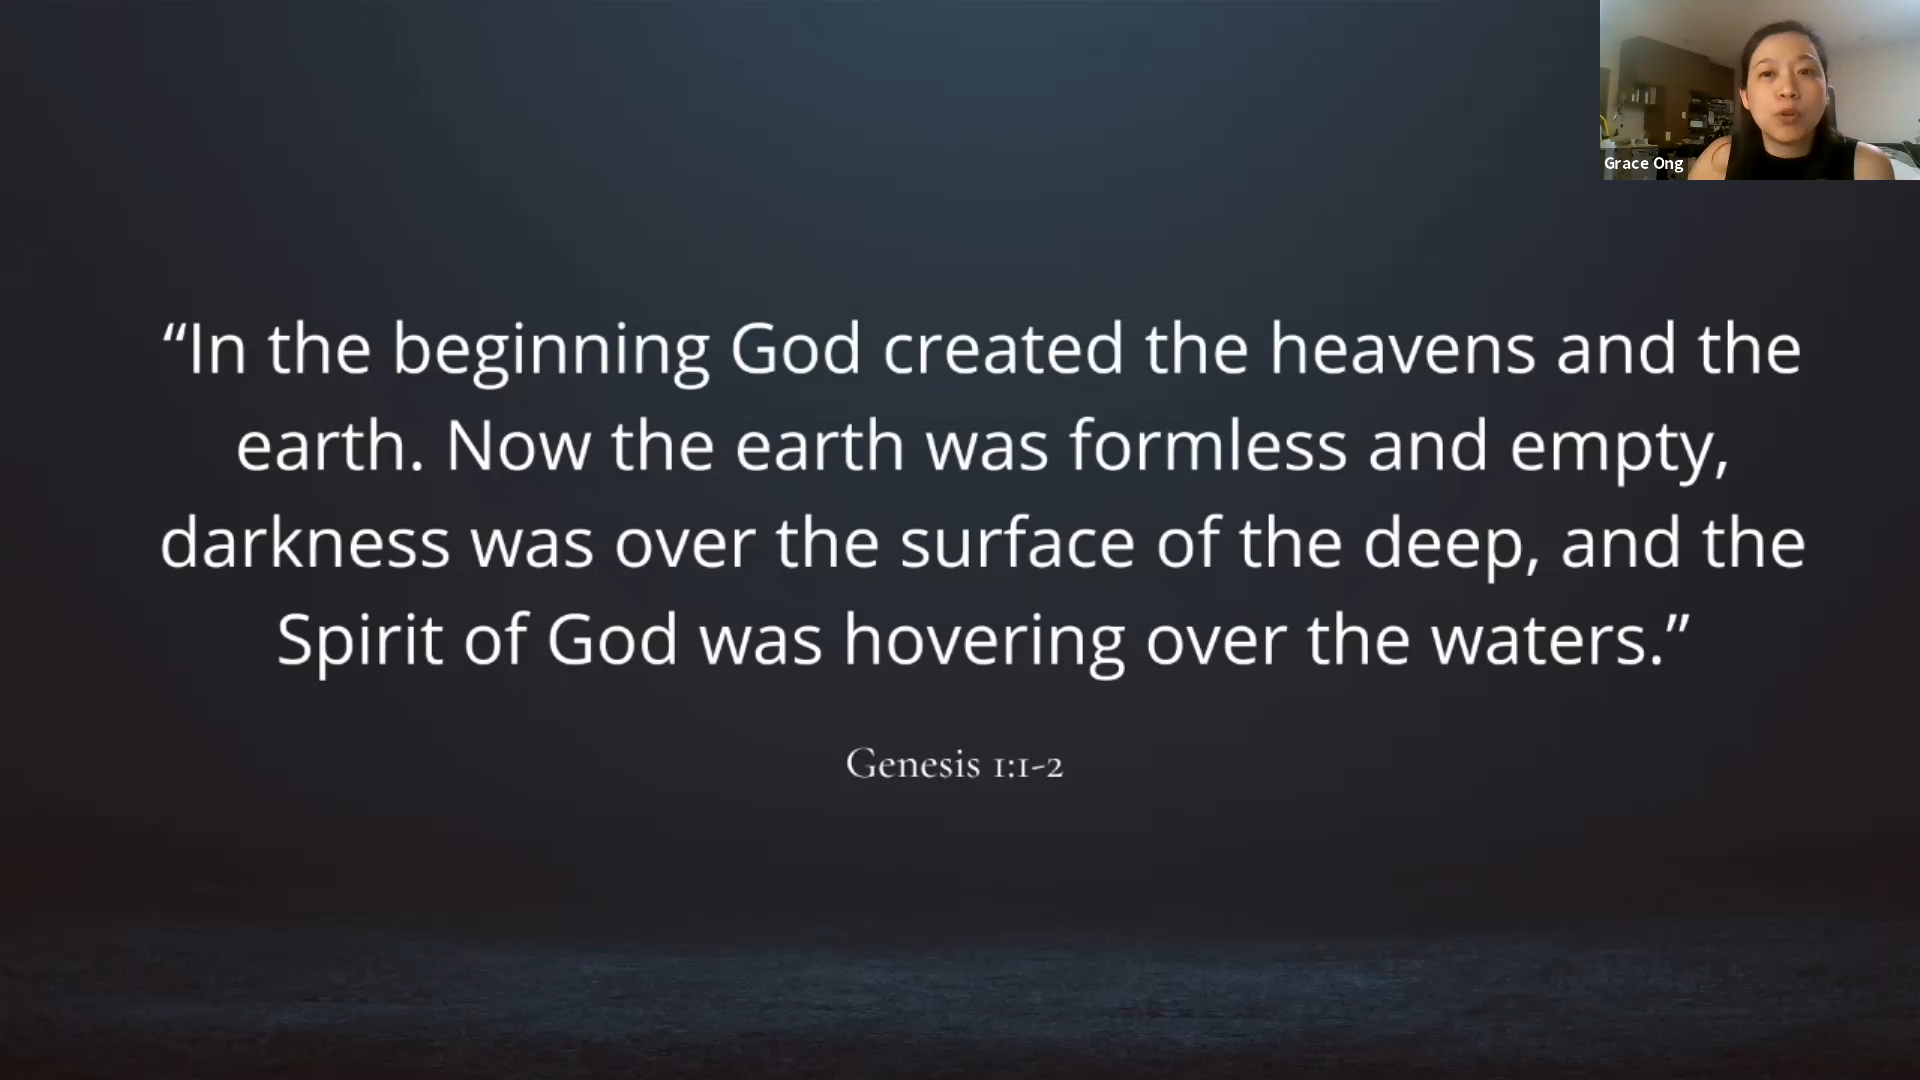 Grace Ong
“In the beginning God created the heavens and the
earth. Now the earth was formless and empty,
darkness was over the surface of the deep, and the
Spirit of God was hovering over the waters.”
Genesis 1:1-2